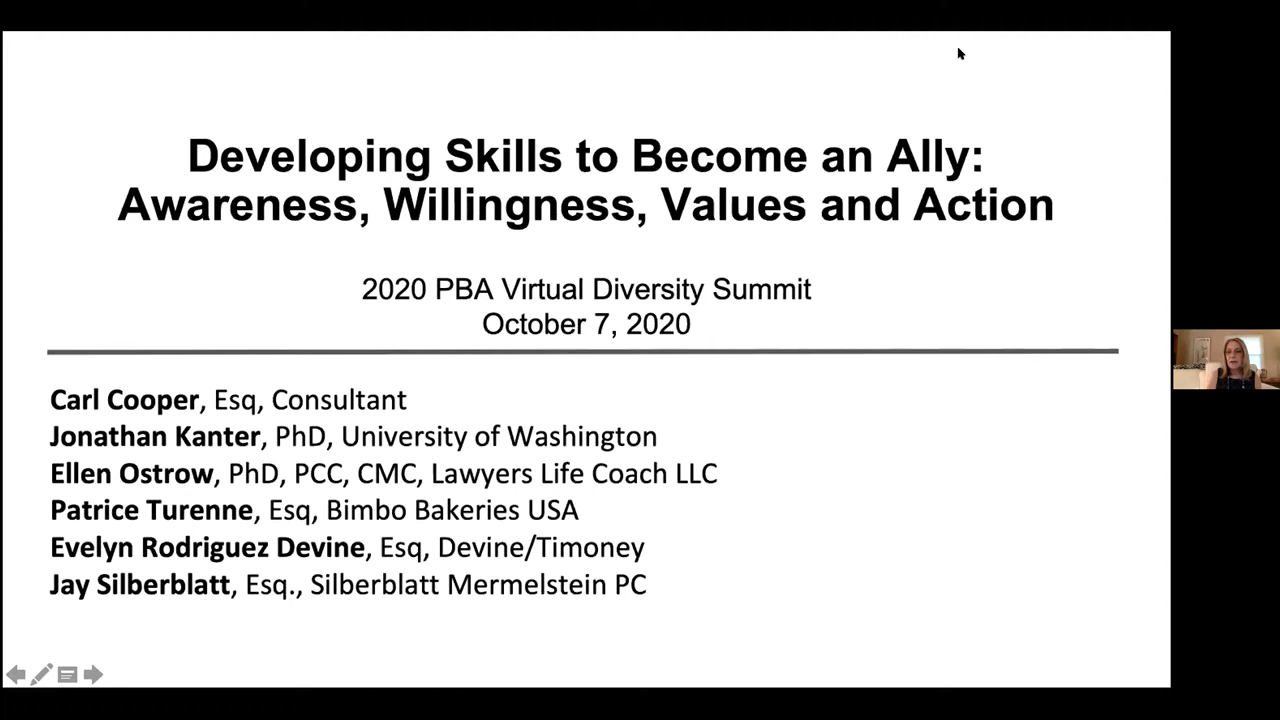 Developing Skills to Become an Ally:
Awareness, Willingness, Values and Action
2020 PBA Virtual Diversity Summit
October 7, 2020
Carl Cooper, Esq, Consultant
Jonathan Kanter, PhD, University of Washington
Ellen Ostrow, PhD, PCC, CMC, Lawyers Life Coach LLC
Patrice Turenne, Esq, Bimbo Bakeries USA
Evelyn Rodriguez Devine, Esq, Devine/Timoney
Jay Silberblatt, Esq., Silberblatt Mermelstein PC